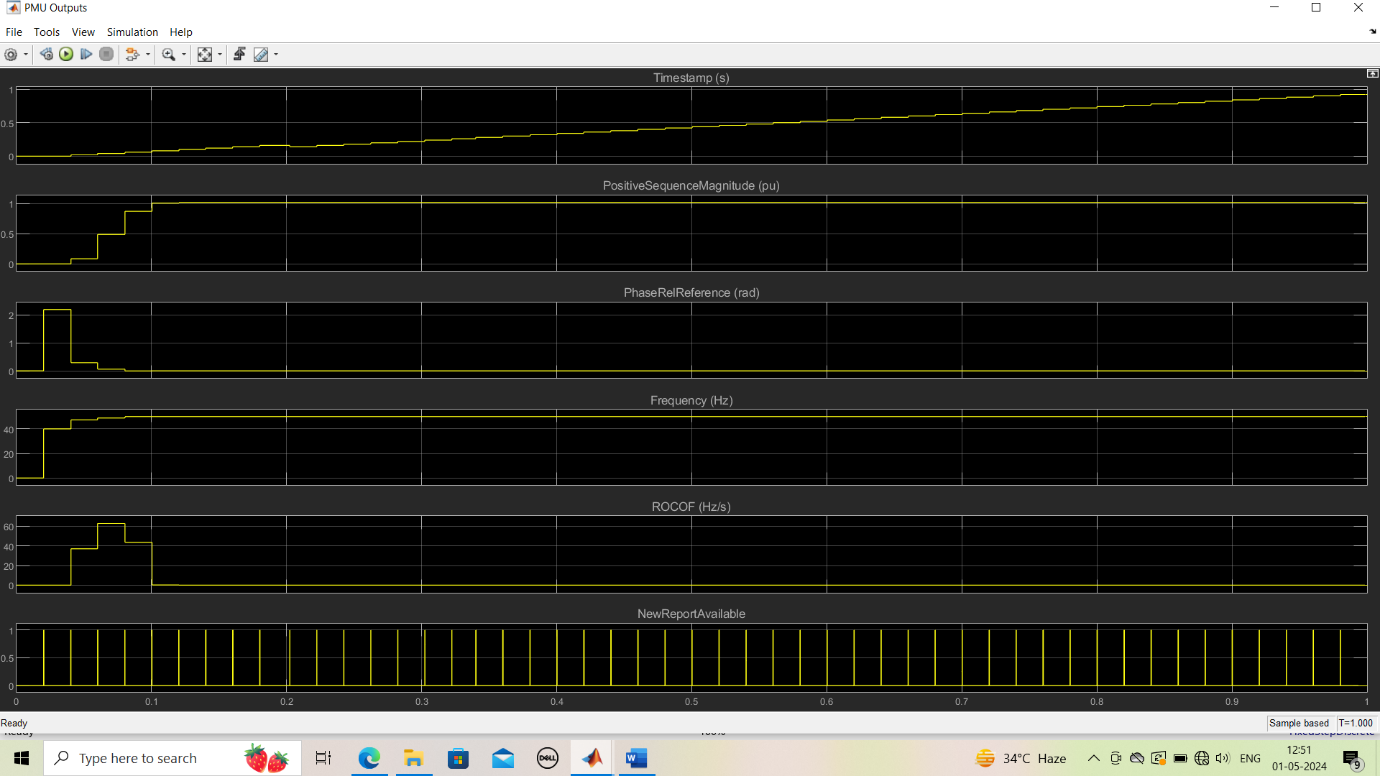 PMU Outputs
File Tools View Simulation Help
Timestamp (s)
1
0.5
0
PositiveSequenceMagnitude (pu)
1
0.5
0
PhaseRelReference (rad)
2
1
0
Frequency (Hz)
40
20
0
ROCOF (Hz/s)
60
40
20
0
NewReportAvailable
1
0.5
0
0 0.1 0.2 0.3 0.4 0.5 0.6 0.7 0.8 0.9 1
Ready
Sample based T=1.000
Type here to search
DELL
W
34°C Haze
ENG
12:51
01-05-2024
9